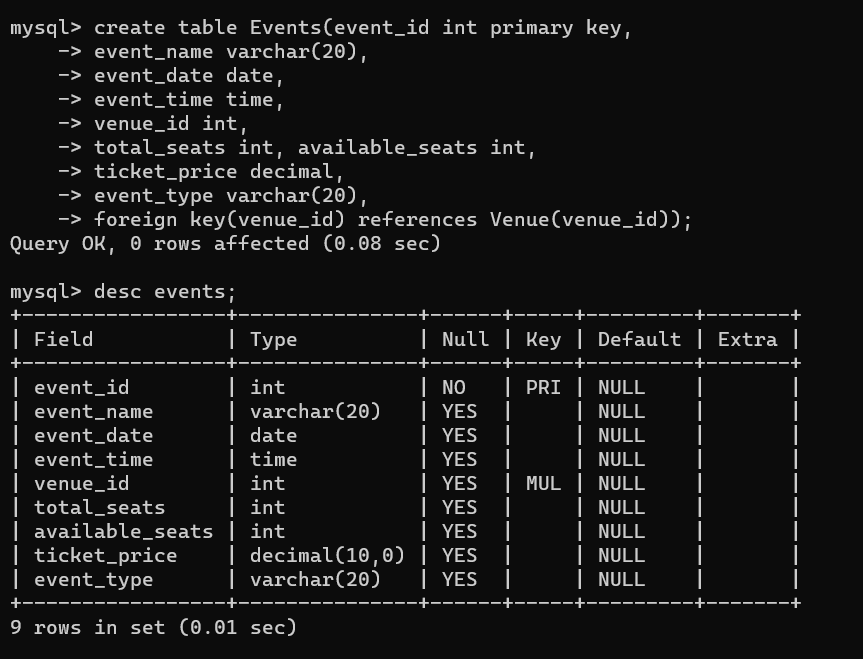 mysql> create table Events(event_id int primary key,
    -> event_name varchar(20),
    -> event_date date,
    -> event_time time,
    -> venue_id int,
    -> total_seats int, available_seats int,
    -> ticket_price decimal,
    -> event_type varchar(20),
    -> foreign key(venue_id) references Venue(venue_id));
Query OK, 0 rows affected (0.08 sec)

mysql> desc events;
+-----------------+---------------+------+-----+---------+-------+
| Field           | Type          | Null | Key | Default | Extra |
+-----------------+---------------+------+-----+---------+-------+
| event_id        | int           | NO   | PRI | NULL    |       |
| event_name      | varchar(20)   | YES  |     | NULL    |       |
| event_date      | date          | YES  |     | NULL    |       |
| event_time      | time          | YES  |     | NULL    |       |
| venue_id        | int           | YES  | MUL | NULL    |       |
| total_seats     | int           | YES  |     | NULL    |       |
| available_seats | int           | YES  |     | NULL    |       |
| ticket_price    | decimal(10,0) | YES  |     | NULL    |       |
| event_type      | varchar(20)   | YES  |     | NULL    |       |
+-----------------+---------------+------+-----+---------+-------+
9 rows in set (0.01 sec)